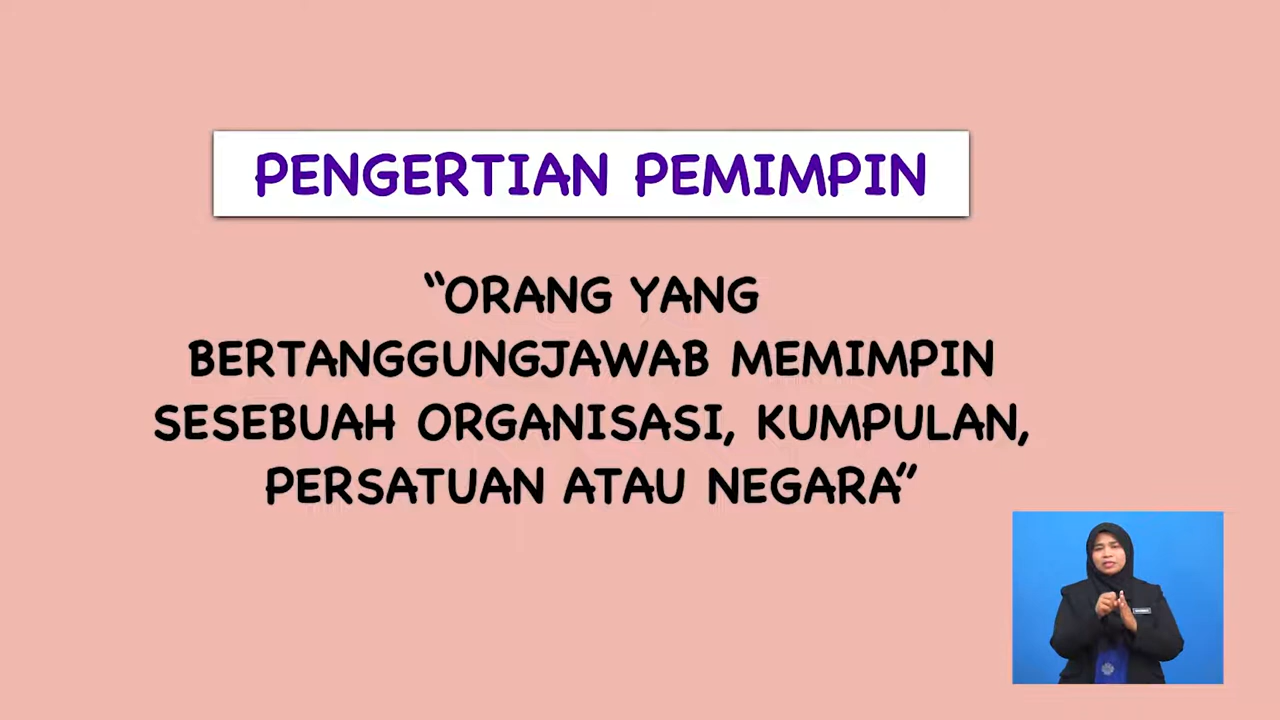 PENGERTIAN PEMIMPIN
“ORANG YANG
BERTANGGUNGJAWAB MEMIMPIN
SESEBUAH ORGANISASI, KUMPULAN,
PERSATUAN ATAU NEGARA”